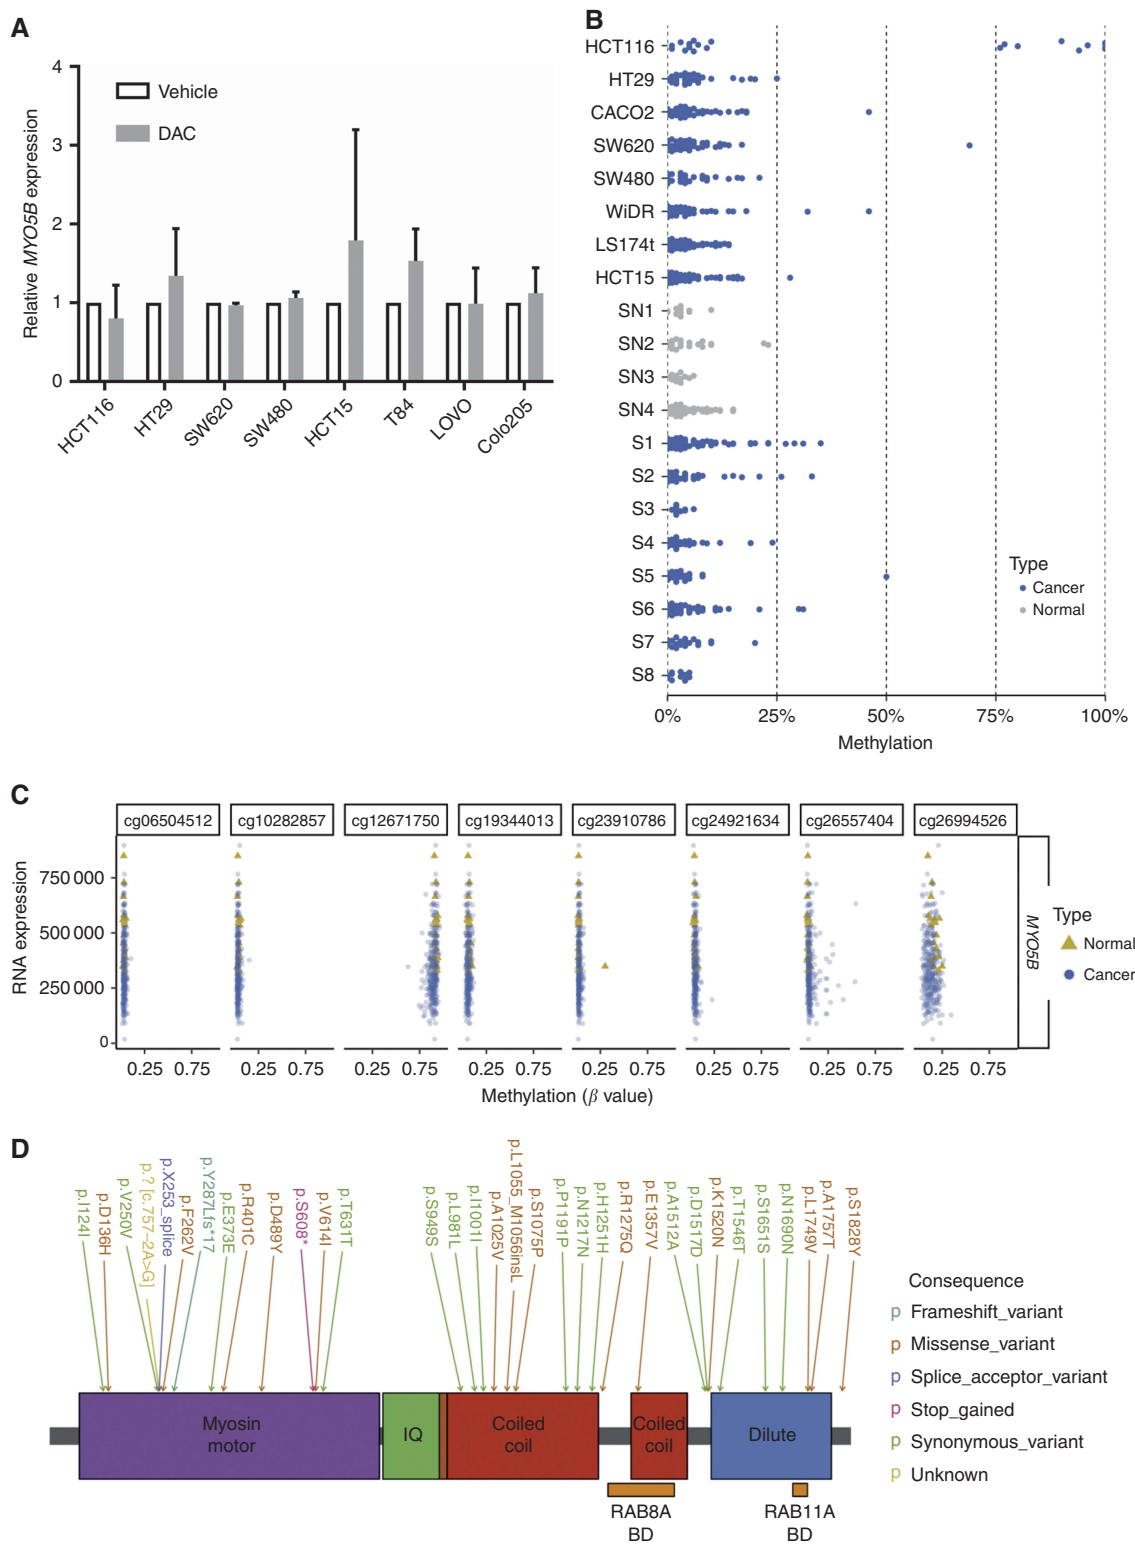 A
4
3
2
1
0
Relative MYO5B expression
Vehicle
DAC
HCT116
HT29
SW620
SW480
HCT15
T84
LOVO
Colo205
B
HCT116
HT29
CACO2
SW620
SW480
WiDR
LS174t
HCT15
SN1
SN2
SN3
SN4
S1
S2
S3
S4
S5
S6
S7
S8
Type
Cancer
Normal
0% 25% 50% 75% 100%
Methylation
C
cg06504512 cg10282857 cg12671750 cg19344013 cg23910786 cg24921634 cg26557404 cg26994526
RNA expression
750 000
500 000
250 000
0
MYO5B
Type
Normal
Cancer
0.25 0.75 0.25 0.75 0.25 0.75 0.25 0.75 0.25 0.75 0.25 0.75 0.25 0.75 0.25 0.75
Methylation (β value)
D
p.I124I
p.D136H
p.V250V
p.? [c.757−2A>G]
p.X253_splice
p.F262V
p.Y287Lfs*17
p.E373E
p.R401C
p.D489Y
p.S608*
p.V614I
p.T631T
p.S949S
p.L981L
p.I1001I
p.A1025V
p.L1055_M1056insL
p.S1075P
p.P1191P
p.N1217N
p.H1251H
p.R1275Q
p.E1357V
p.A1512A
p.D1517D
p.K1520N
p.T1546T
p.S1651S
p.N1690N
p.L1749V
p.A1757T
p.S1828Y
Myosin
motor
IQ
Coiled
coil
Coiled
coil
Dilute
RAB8A
BD
RAB11A
BD
Consequence
p Frameshift_variant
p Missense_variant
p Splice_acceptor_variant
p Stop_gained
p Synonymous_variant
p Unknown